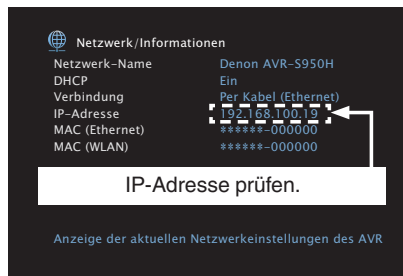 Netzwerk/Informationen
Netzwerk-Name Denon AVR-S950H
DHCP Ein
Verbindung Per Kabel (Ethernet)
IP-Adresse 192.168.100.19
MAC (Ethernet) ******-000000
MAC (WLAN) ******-000000
IP-Adresse prüfen.
Anzeige der aktuellen Netzwerkeinstellungen des AVR